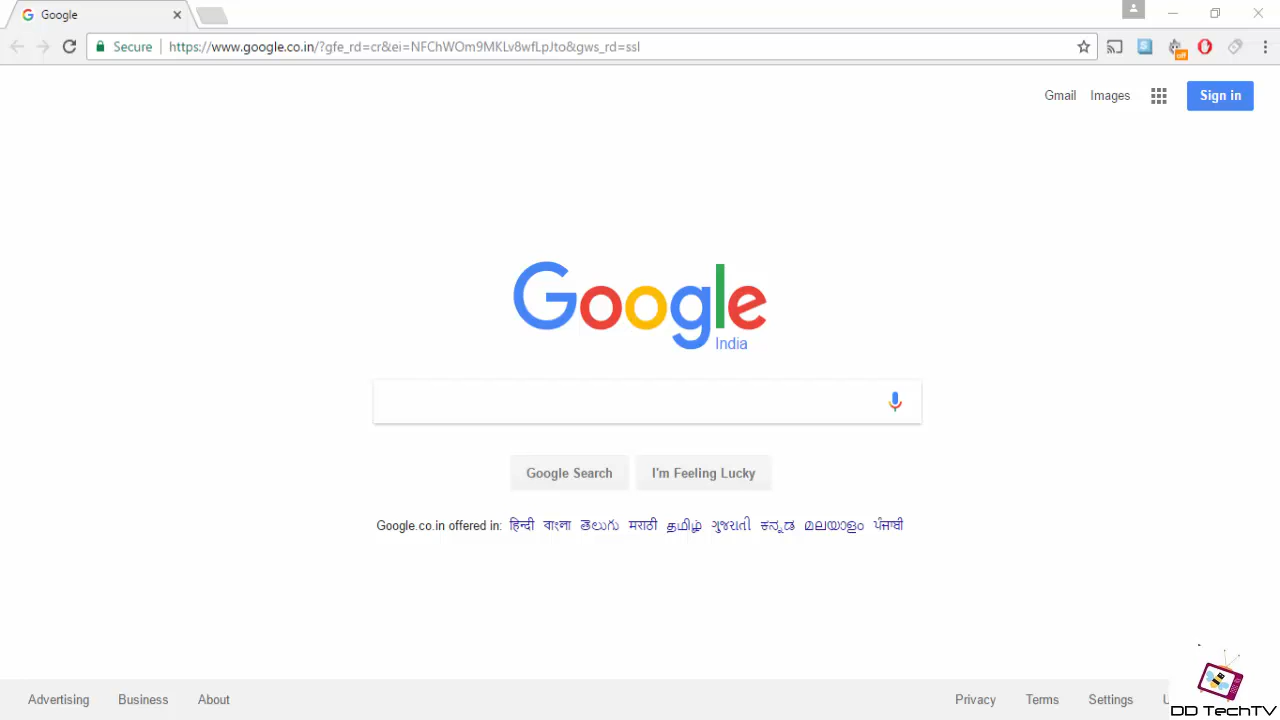 Google
Secure https://www.google.co.in/?gfe_rd=cr&ei=NFChWOm9MKLv8wfLpJto&gws_rd=ssl
off
Gmail Images Sign in
Google
India
Google Search I'm Feeling Lucky
Google.co.in offered in: हिन्दी বাংলা తెలుగు मराठी தமிழ் ગુજરાતી ಕನ್ನಡ മലയാളം ਪੰਜਾਬੀ
Advertising Business About Privacy Terms Settings
DD TechTV